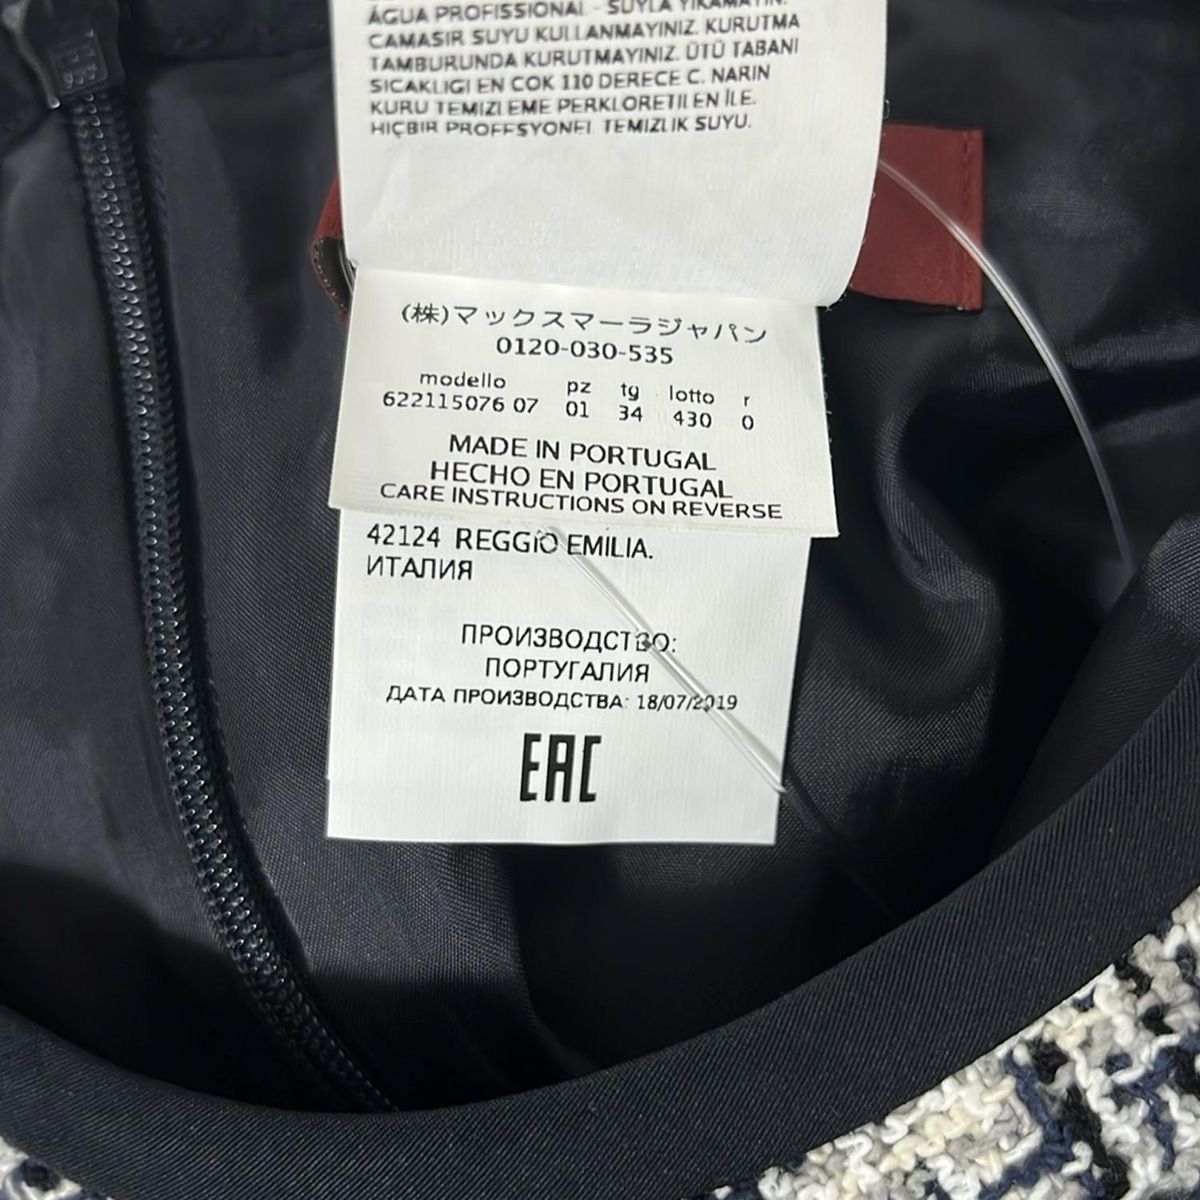 ÁGUA PROFISSIONAL - SUYLA YIKAMAYIN.
CAMASIR SUYU KULLANMAYINIZ. KURUTMA
TAMBURUNDA KURUTMAYINIZ. ÜTÜ TABANI
SICAKLIGI EN COK 110 DERECE C. NARIN
KURU TEMIZLEME PERKLORETILEN İLE.
HIÇBIR PROFFSYONEL TEMIZLIK SUYU.
(株)マックスマーラジャパン
0120-030-535
modello pz tg lotto r
622115076 07 01 34 430 0
MADE IN PORTUGAL
HECHO EN PORTUGAL
CARE INSTRUCTIONS ON REVERSE
42124 REGGIO EMILIA.
ИТАЛИЯ
ПРОИЗВОДСТВО:
ПОРТУГАЛИЯ
ДАТА ПРОИЗВОДСТВА: 18/07/2019
EAC